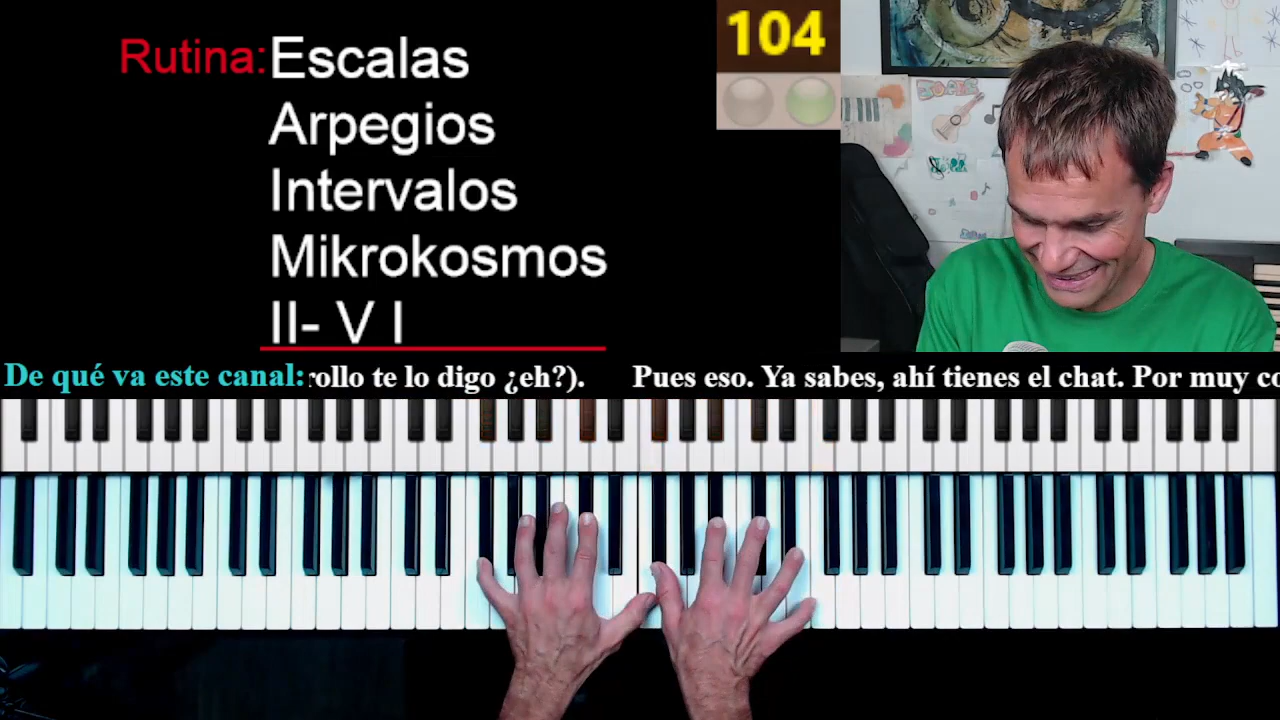 Rutina: Escalas
Arpegios
Intervalos
Mikrokosmos
II- V I
104
De qué va este canal: rollo te lo digo ¿eh?). Pues eso. Ya sabes, ahí tienes el chat. Por muy co